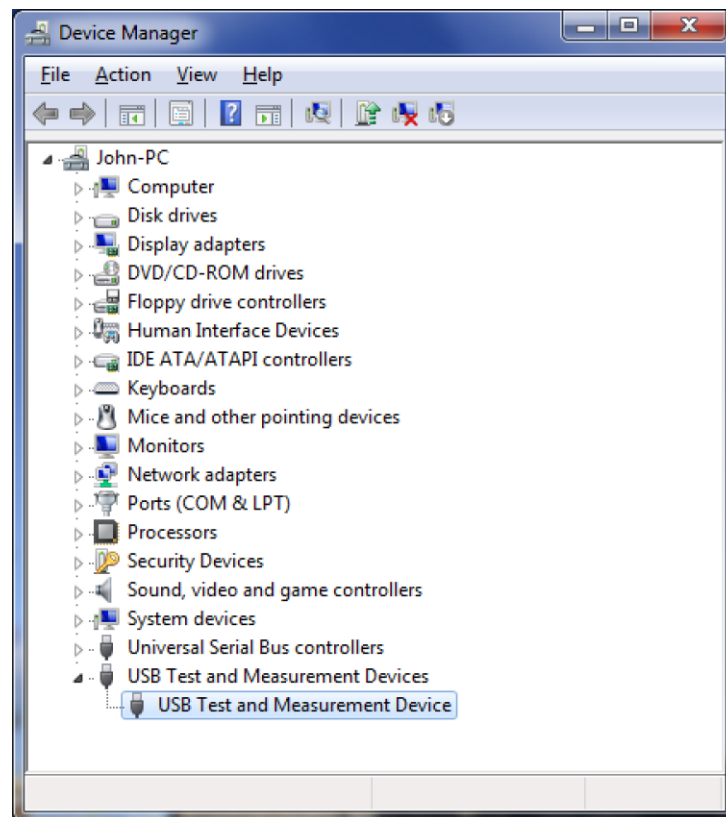 Device Manager
File Action View Help
John-PC
Computer
Disk drives
Display adapters
DVD/CD-ROM drives
Floppy drive controllers
Human Interface Devices
IDE ATA/ATAPI controllers
Keyboards
Mice and other pointing devices
Monitors
Network adapters
Ports (COM & LPT)
Processors
Security Devices
Sound, video and game controllers
System devices
Universal Serial Bus controllers
USB Test and Measurement Devices
USB Test and Measurement Device